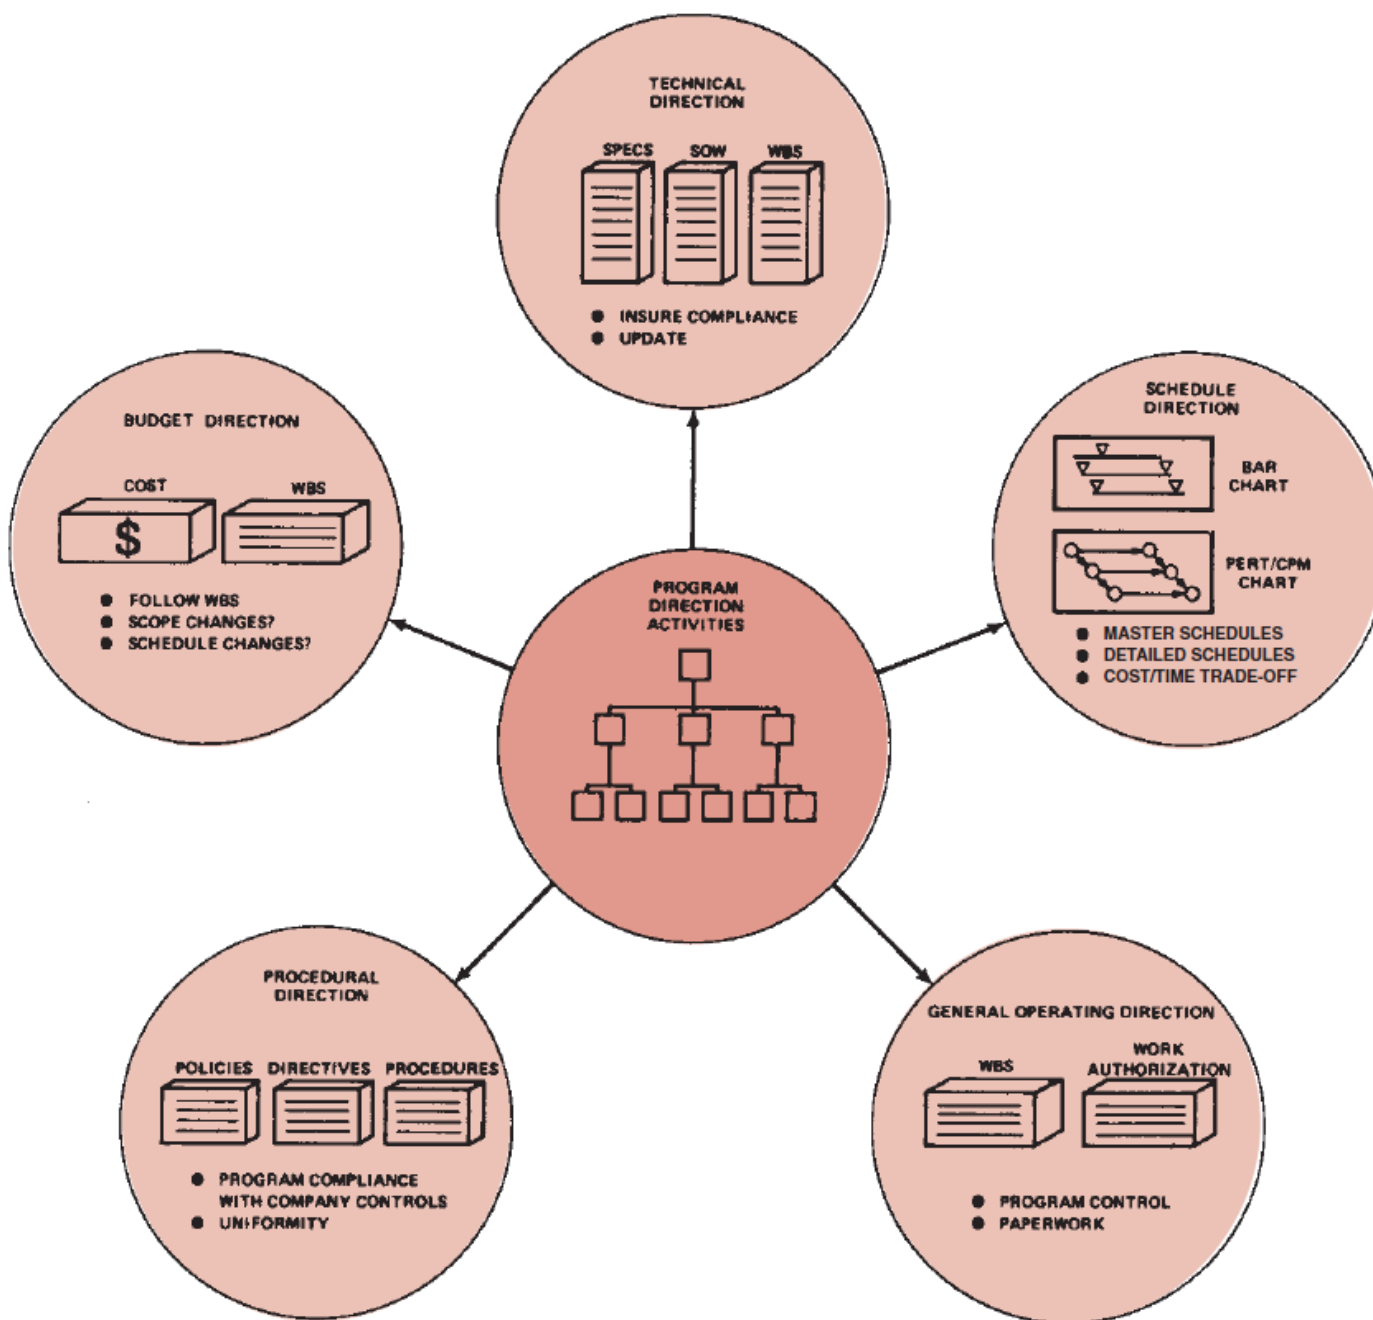 TECHNICAL
DIRECTION
SPECS SOW WBS
● INSURE COMPLIANCE
● UPDATE
BUDGET DIRECTION
COST WBS
$
● FOLLOW WBS
● SCOPE CHANGES?
● SCHEDULE CHANGES?
SCHEDULE
DIRECTION
BAR
CHART
PERT/CPM
CHART
● MASTER SCHEDULES
● DETAILED SCHEDULES
● COST/TIME TRADE-OFF
PROGRAM
DIRECTION
ACTIVITIES
PROCEDURAL
DIRECTION
POLICIES DIRECTIVES PROCEDURES
● PROGRAM COMPLIANCE
WITH COMPANY CONTROLS
● UNIFORMITY
GENERAL OPERATING DIRECTION
WBS
WORK
AUTHORIZATION
● PROGRAM CONTROL
● PAPERWORK